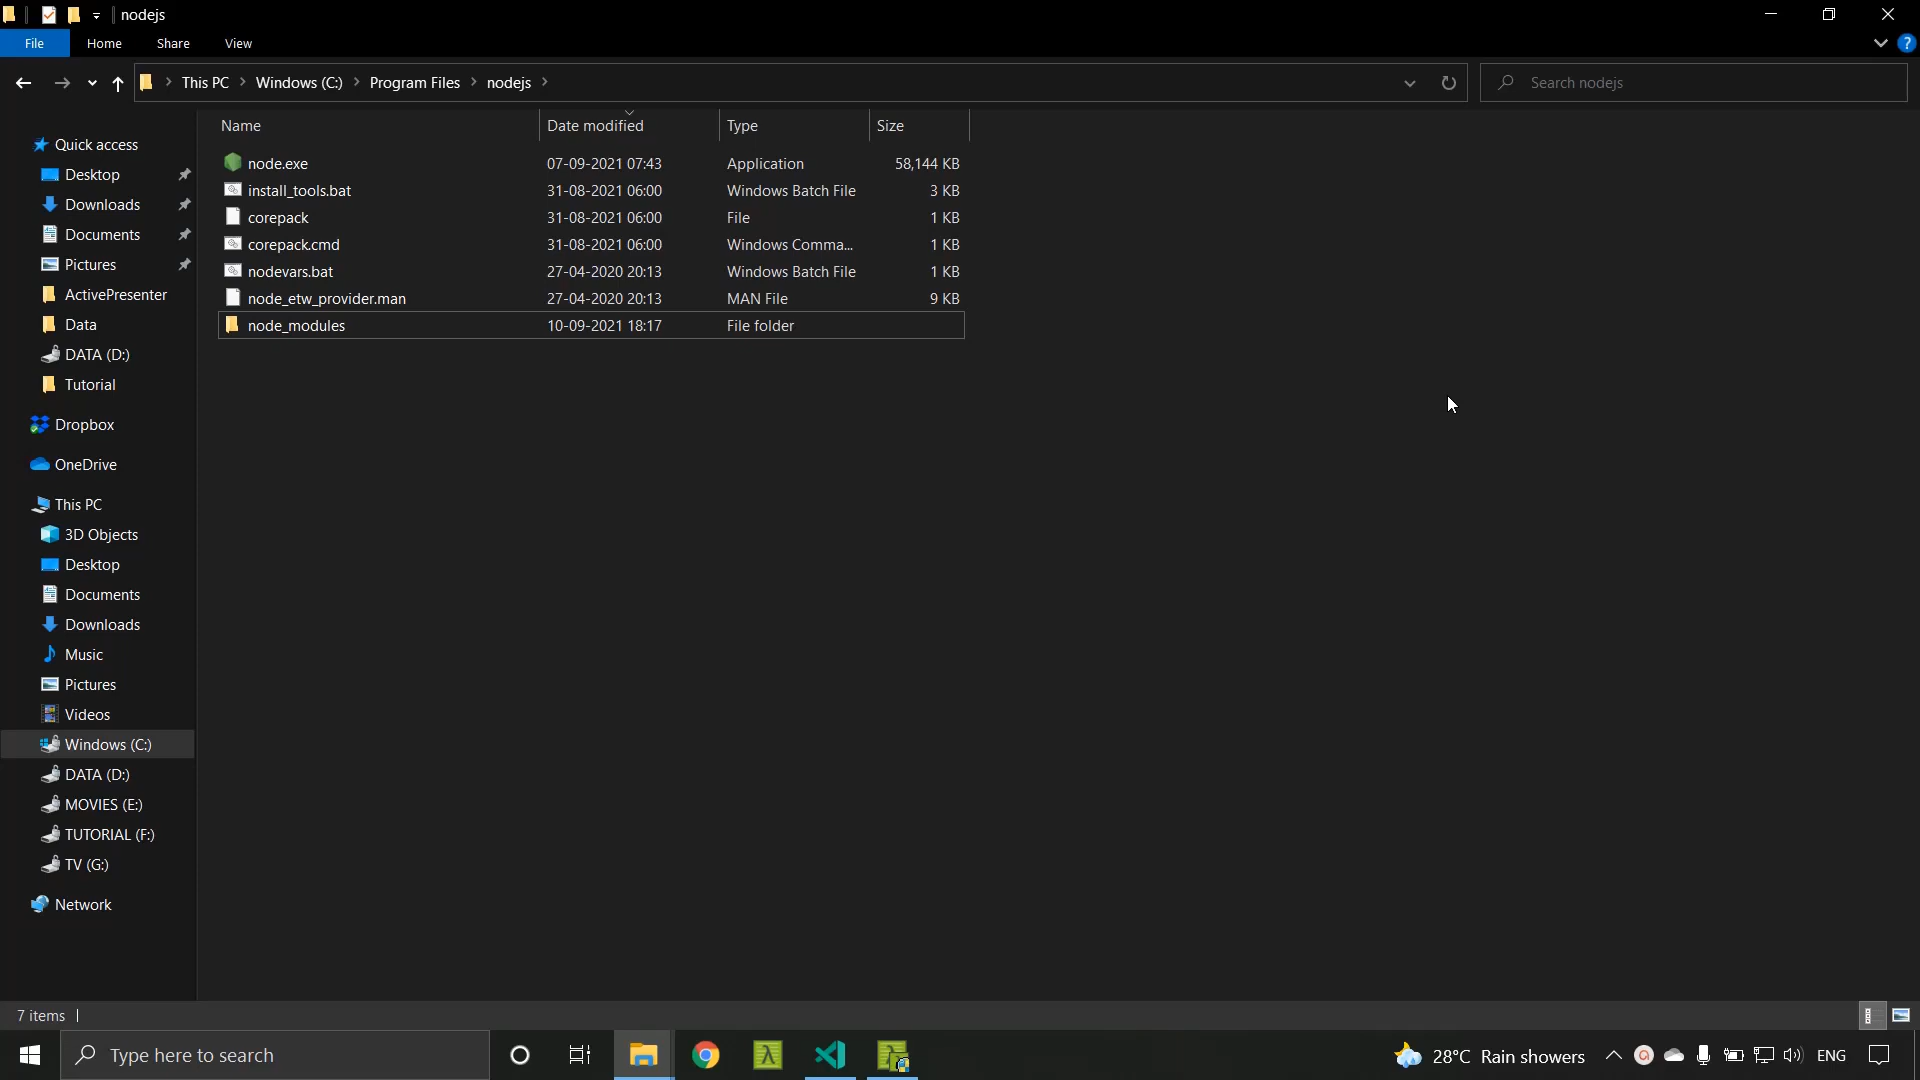 nodejs
File Home Share View
This PC Windows (C:) Program Files nodejs
Search nodejs
Name Date modified Type Size
node.exe 07-09-2021 07:43 Application 58,144 KB
install_tools.bat 31-08-2021 06:00 Windows Batch File 3 KB
corepack 31-08-2021 06:00 File 1 KB
corepack.cmd 31-08-2021 06:00 Windows Comma... 1 KB
nodevars.bat 27-04-2020 20:13 Windows Batch File 1 KB
node_etw_provider.man 27-04-2020 20:13 MAN File 9 KB
node_modules 10-09-2021 18:17 File folder
Quick access
Desktop
Downloads
Documents
Pictures
ActivePresenter
Data
DATA (D:)
Tutorial
Dropbox
OneDrive
This PC
3D Objects
Desktop
Documents
Downloads
Music
Pictures
Videos
Windows (C:)
DATA (D:)
MOVIES (E:)
TUTORIAL (F:)
TV (G:)
Network
7 items
Type here to search
28°C Rain showers
ENG